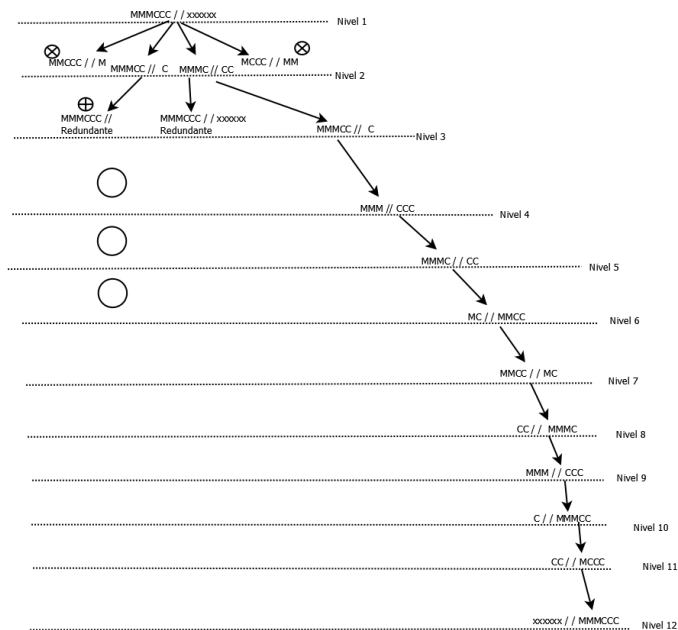 MMMCCC / / xxxxxx
Nivel 1
MMCCC / / M
MMMCC // C
MMMC // CC
MCCC / / MM
Nivel 2
MMMCCC //
Redundante
MMMCCC / / xxxxxx
Redundante
MMMCC // C
Nivel 3
MMM // CCC
Nivel 4
MMMC / / CC
Nivel 5
MC / / MMCC
Nivel 6
MMCC / / MC
Nivel 7
CC / / MMMC
Nivel 8
MMM / / CCC
Nivel 9
C / / MMMCC
Nivel 10
CC / / MCCC
Nivel 11
xxxxxx / / MMMCCC
Nivel 12